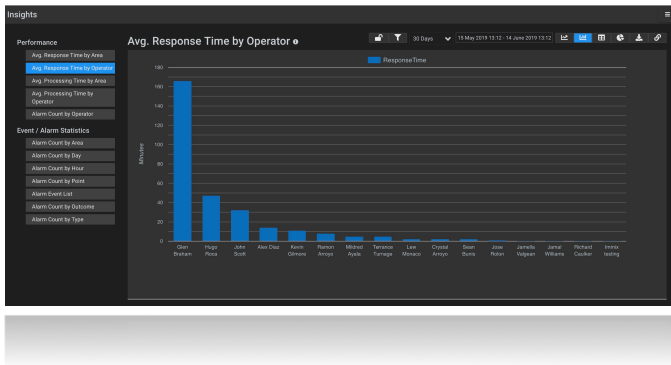 Insights
Performance
Avg. Response Time by Area
Avg. Response Time by Operator
Avg. Processing Time by Area
Avg. Processing Time by
Operator
Alarm Count by Operator
Event / Alarm Statistics
Alarm Count by Area
Alarm Count by Day
Alarm Count by Hour
Alarm Count by Point
Alarm Event List
Alarm Count by Outcome
Alarm Count by Type
Avg. Response Time by Operator
30 Days
15 May 2019 13:12 - 14 June 2019 13:12
ResponseTime
Minutes
180
160
140
120
100
80
60
40
20
0
Glen
Braham
Hugo
Roca
John
Scott
Alex Diaz
Kevin
Gilmore
Ramon
Arroyo
Mildred
Ayala
Terrance
Turnage
Law
Monaco
Crystal
Arroyo
Sean
Bunis
Jose
Rolon
Jamella
Valgean
Jamal
Williams
Richard
Caulker
Immix
testing